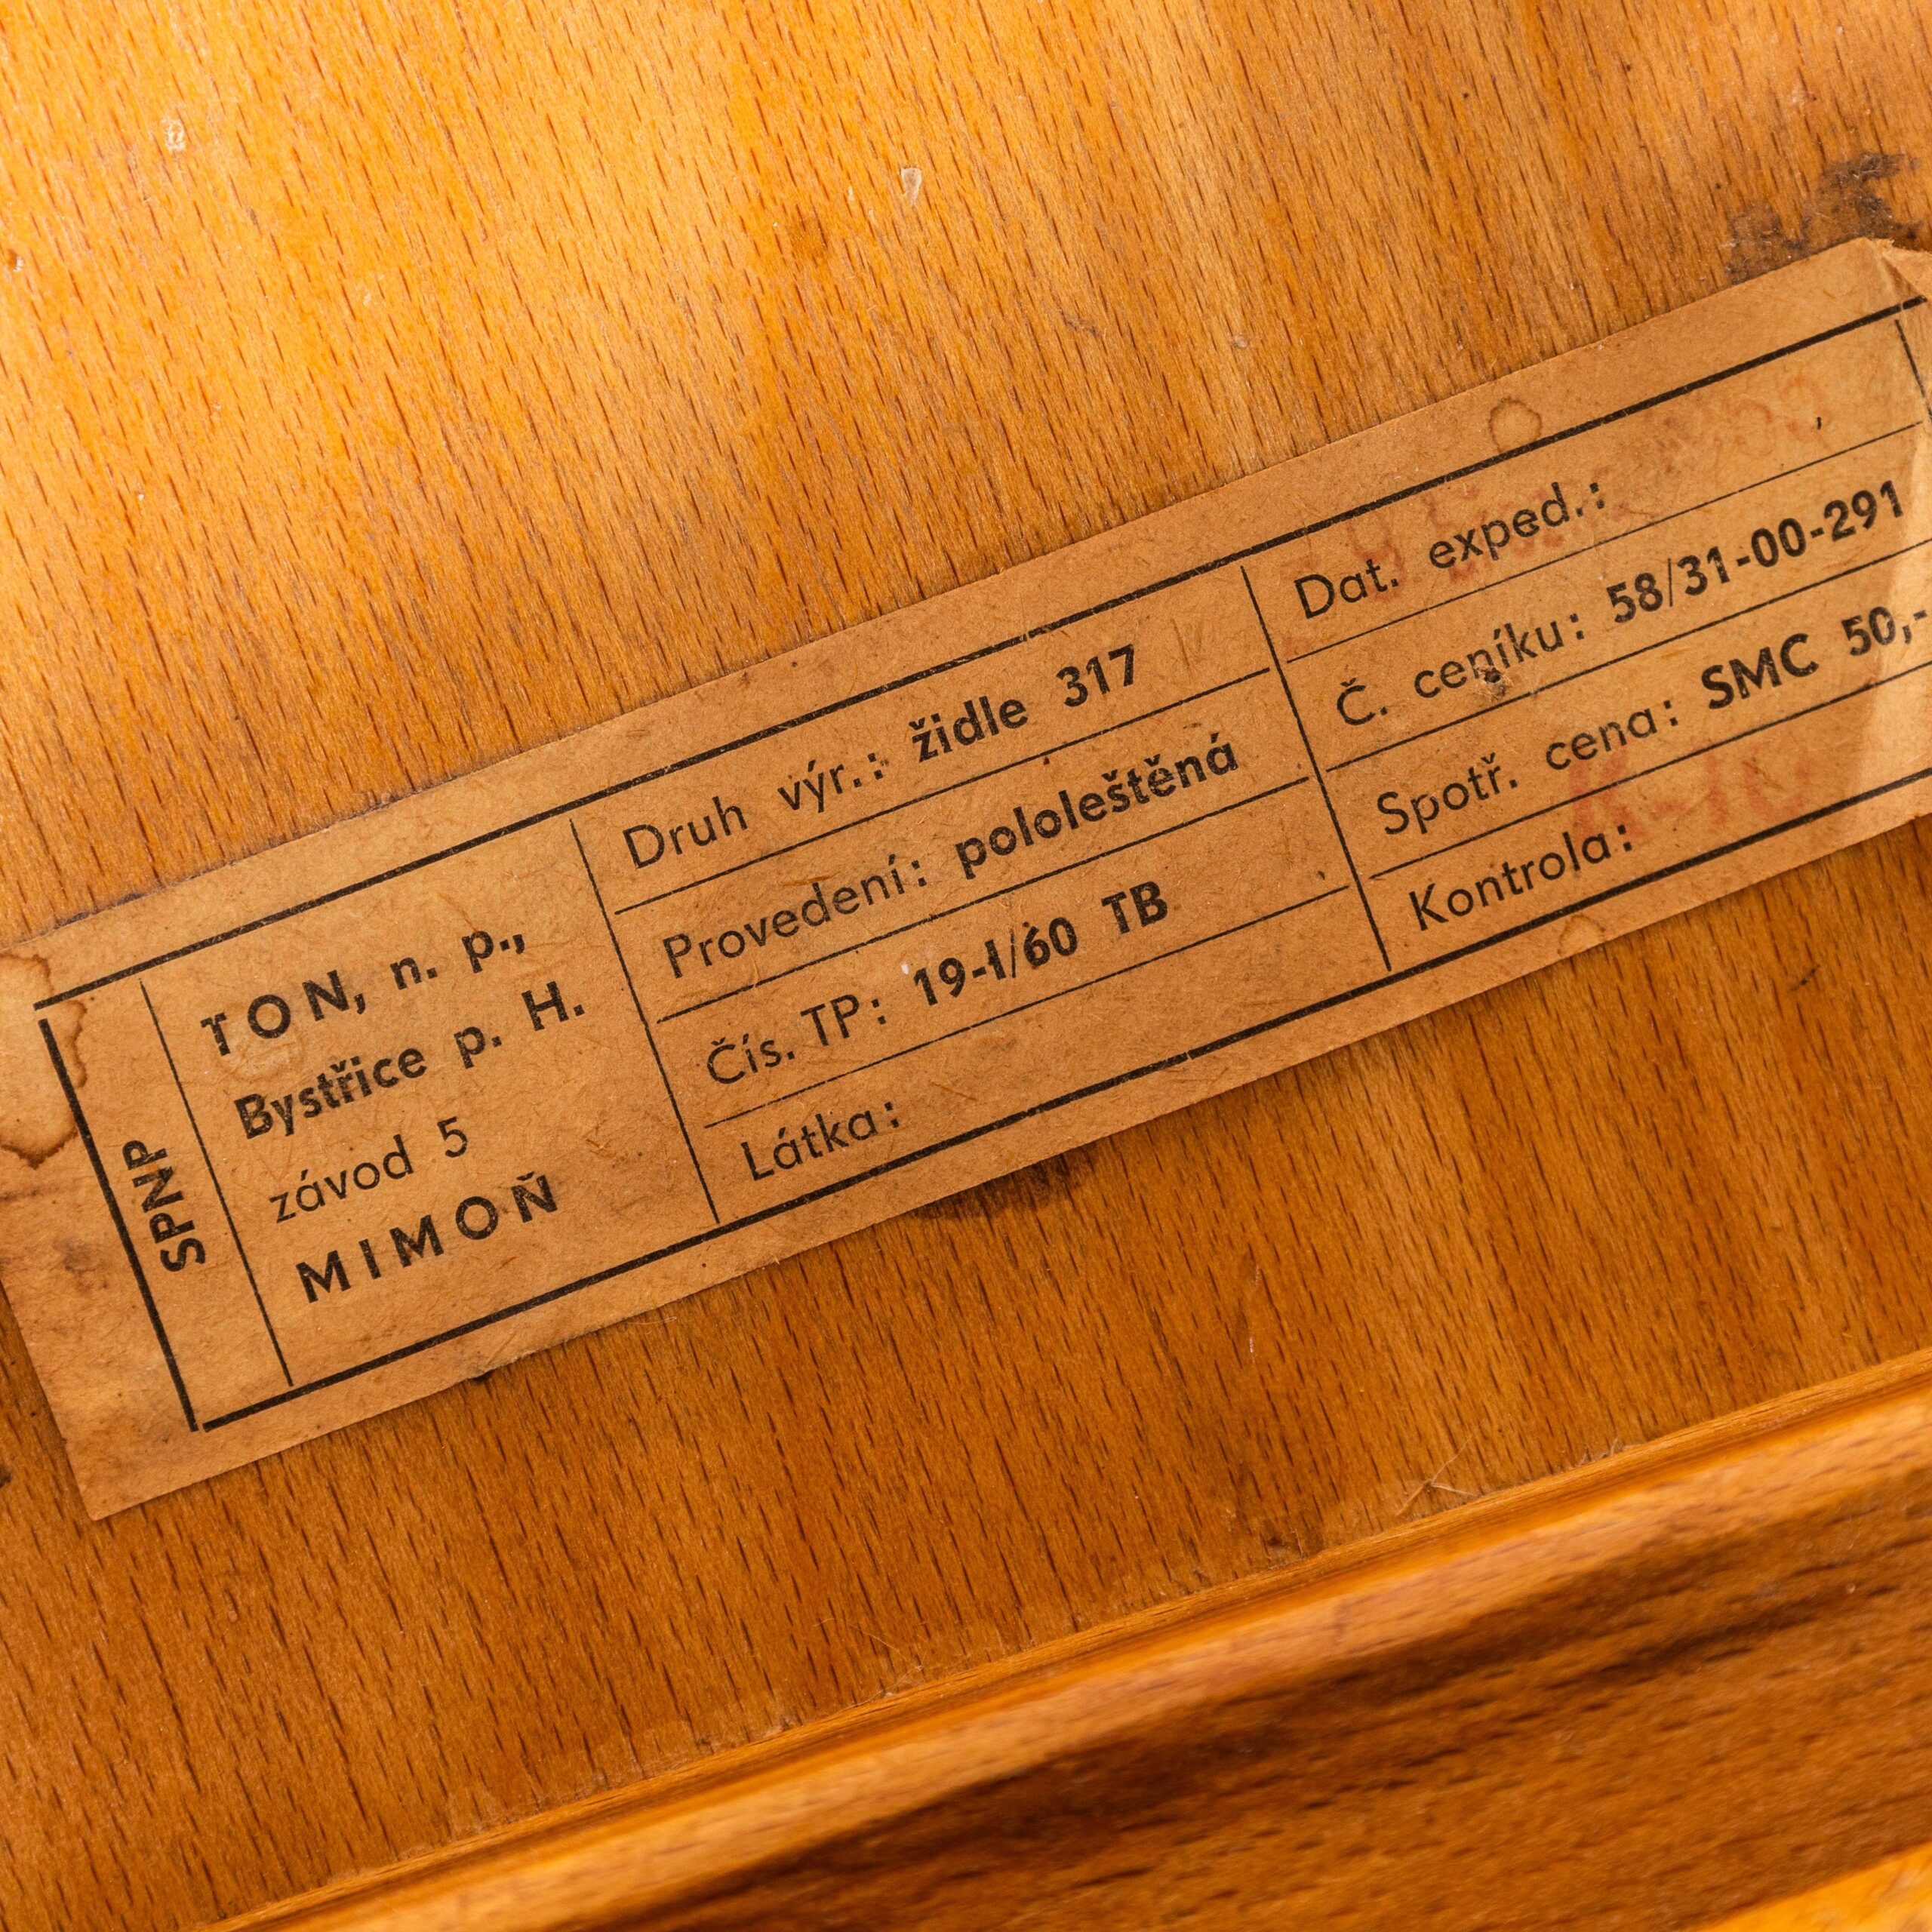 SPNP
TON, n. p.,
Bystřice p. H.
závod 5
MIMOŇ
Druh výr.: židle 317
Provedení: pololeštěná
Čís. TP: 19-I/60 TB
Látka:
Dat. exped.:
Č. ceníku: 58/31-00-291
Spotř. cena: SMC 50,-
Kontrola: